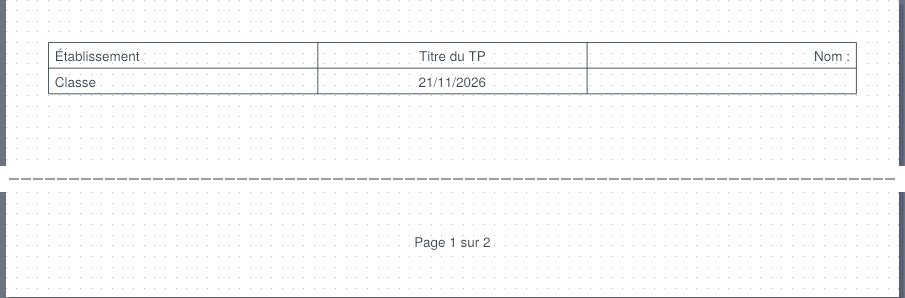 Établissement Titre du TP Nom :
Classe 21/11/2026
Page 1 sur 2